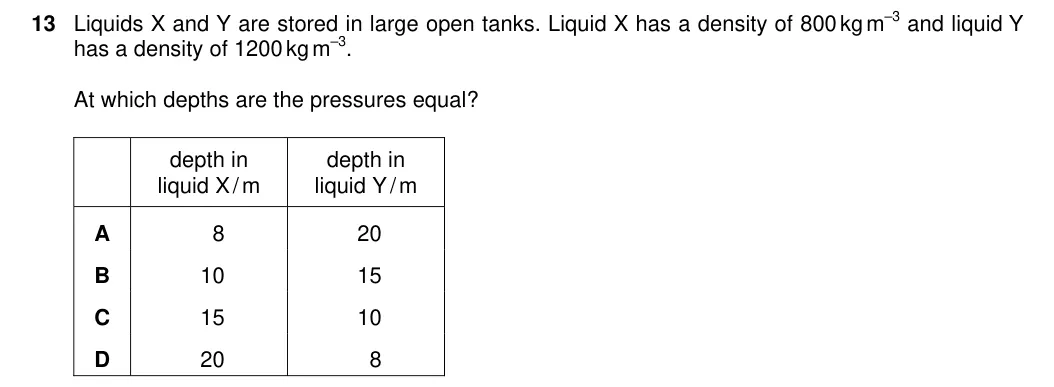 13 Liquids X and Y are stored in large open tanks. Liquid X has a density of 800 kg m⁻³ and liquid Y
has a density of 1200 kg m⁻³.
At which depths are the pressures equal?
depth in liquid X / m depth in liquid Y / m
A 8 20
B 10 15
C 15 10
D 20 8